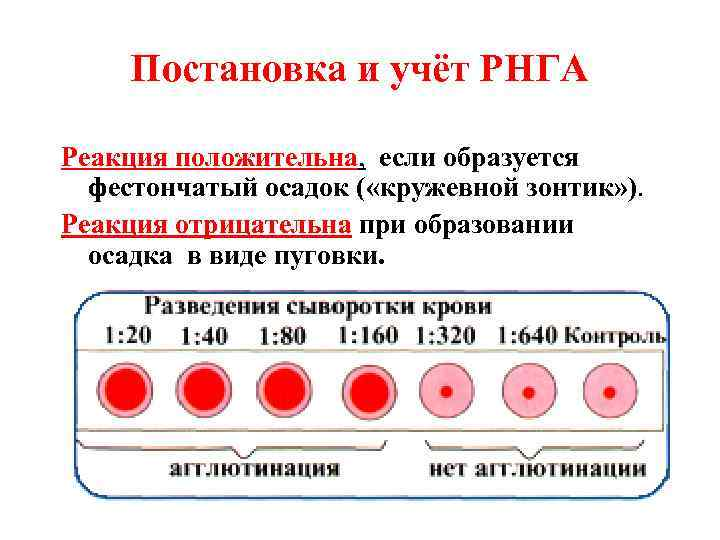 Постановка и учёт РНГА
Реакция положительна, если образуется
фестончатый осадок («кружевной зонтик»).
Реакция отрицательна при образовании
осадка в виде пуговки.
Разведения сыворотки крови
1:20 1:40 1:80 1:160 1:320 1:640 Контроль
агглютинация нет агглютинации